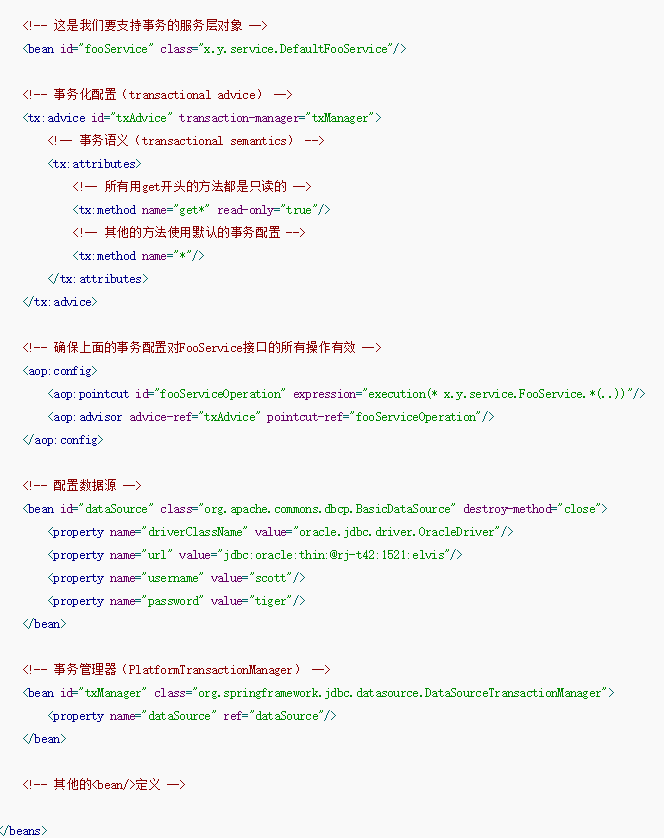 <!-- 这是我们要支持事务的服务层对象 -->
<bean id="fooService" class="x.y.service.DefaultFooService"/>
<!-- 事务化配置（transactional advice） -->
<tx:advice id="txAdvice" transaction-manager="txManager">
<!-- 事务语义（transactional semantics） -->
<tx:attributes>
<!-- 所有用get开头的方法都是只读的 -->
<tx:method name="get*" read-only="true"/>
<!-- 其他的方法使用默认的事务配置 -->
<tx:method name="*"/>
</tx:attributes>
</tx:advice>
<!-- 确保上面的事务配置对FooService接口的所有操作有效 -->
<aop:config>
<aop:pointcut id="fooServiceOperation" expression="execution(* x.y.service.FooService.*(..))"/>
<aop:advisor advice-ref="txAdvice" pointcut-ref="fooServiceOperation"/>
</aop:config>
<!-- 配置数据源 -->
<bean id="dataSource" class="org.apache.commons.dbcp.BasicDataSource" destroy-method="close">
<property name="driverClassName" value="oracle.jdbc.driver.OracleDriver"/>
<property name="url" value="jdbc:oracle:thin:@rj-t42:1521:elvis"/>
<property name="username" value="scott"/>
<property name="password" value="tiger"/>
</bean>
<!-- 事务管理器（PlatformTransactionManager） -->
<bean id="txManager" class="org.springframework.jdbc.datasource.DataSourceTransactionManager">
<property name="dataSource" ref="dataSource"/>
</bean>
<!-- 其他的<bean/>定义 -->
</beans>